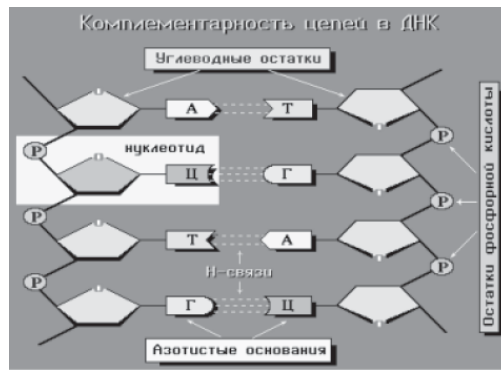 Комплементарность цепей в ДНК
Углеводные остатки
А Т
Р Р
нуклеотид
Ц Г
Р Р
Т А
Н-связи
Р Р
Г Ц
Азотистые основания
Остатки фосфорной кислоты